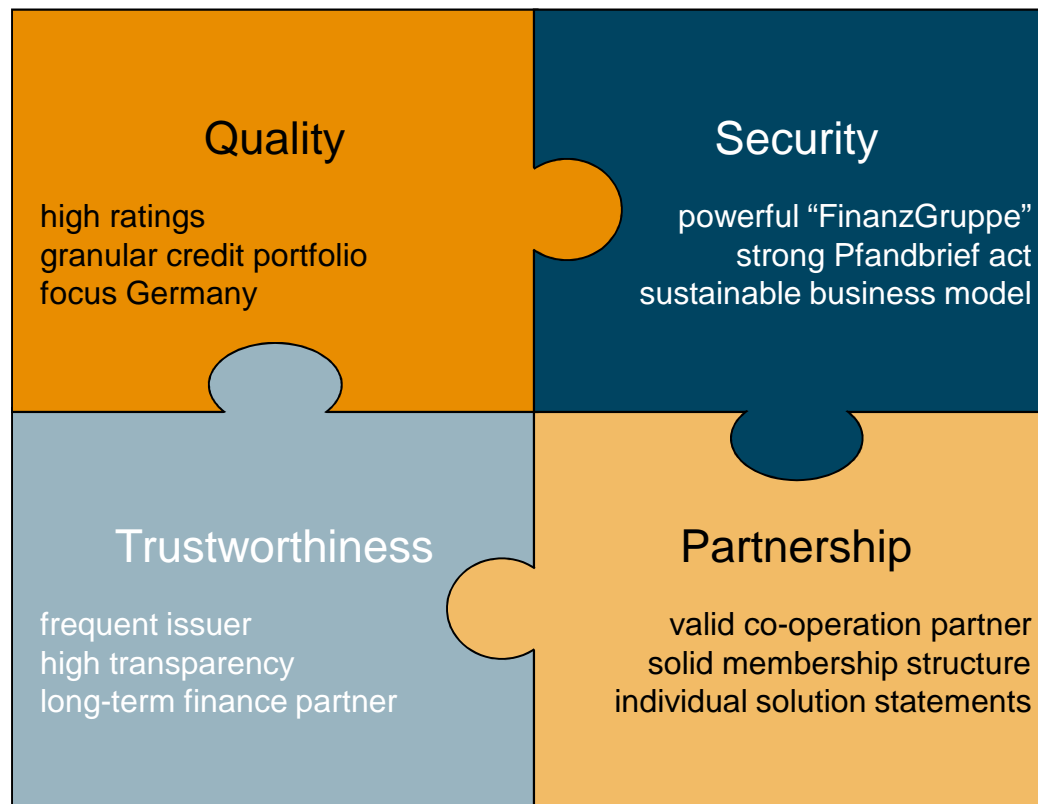 Quality
high ratings
granular credit portfolio
focus Germany
Security
powerful “FinanzGruppe”
strong Pfandbrief act
sustainable business model
Trustworthiness
frequent issuer
high transparency
long-term finance partner
Partnership
valid co-operation partner
solid membership structure
individual solution statements